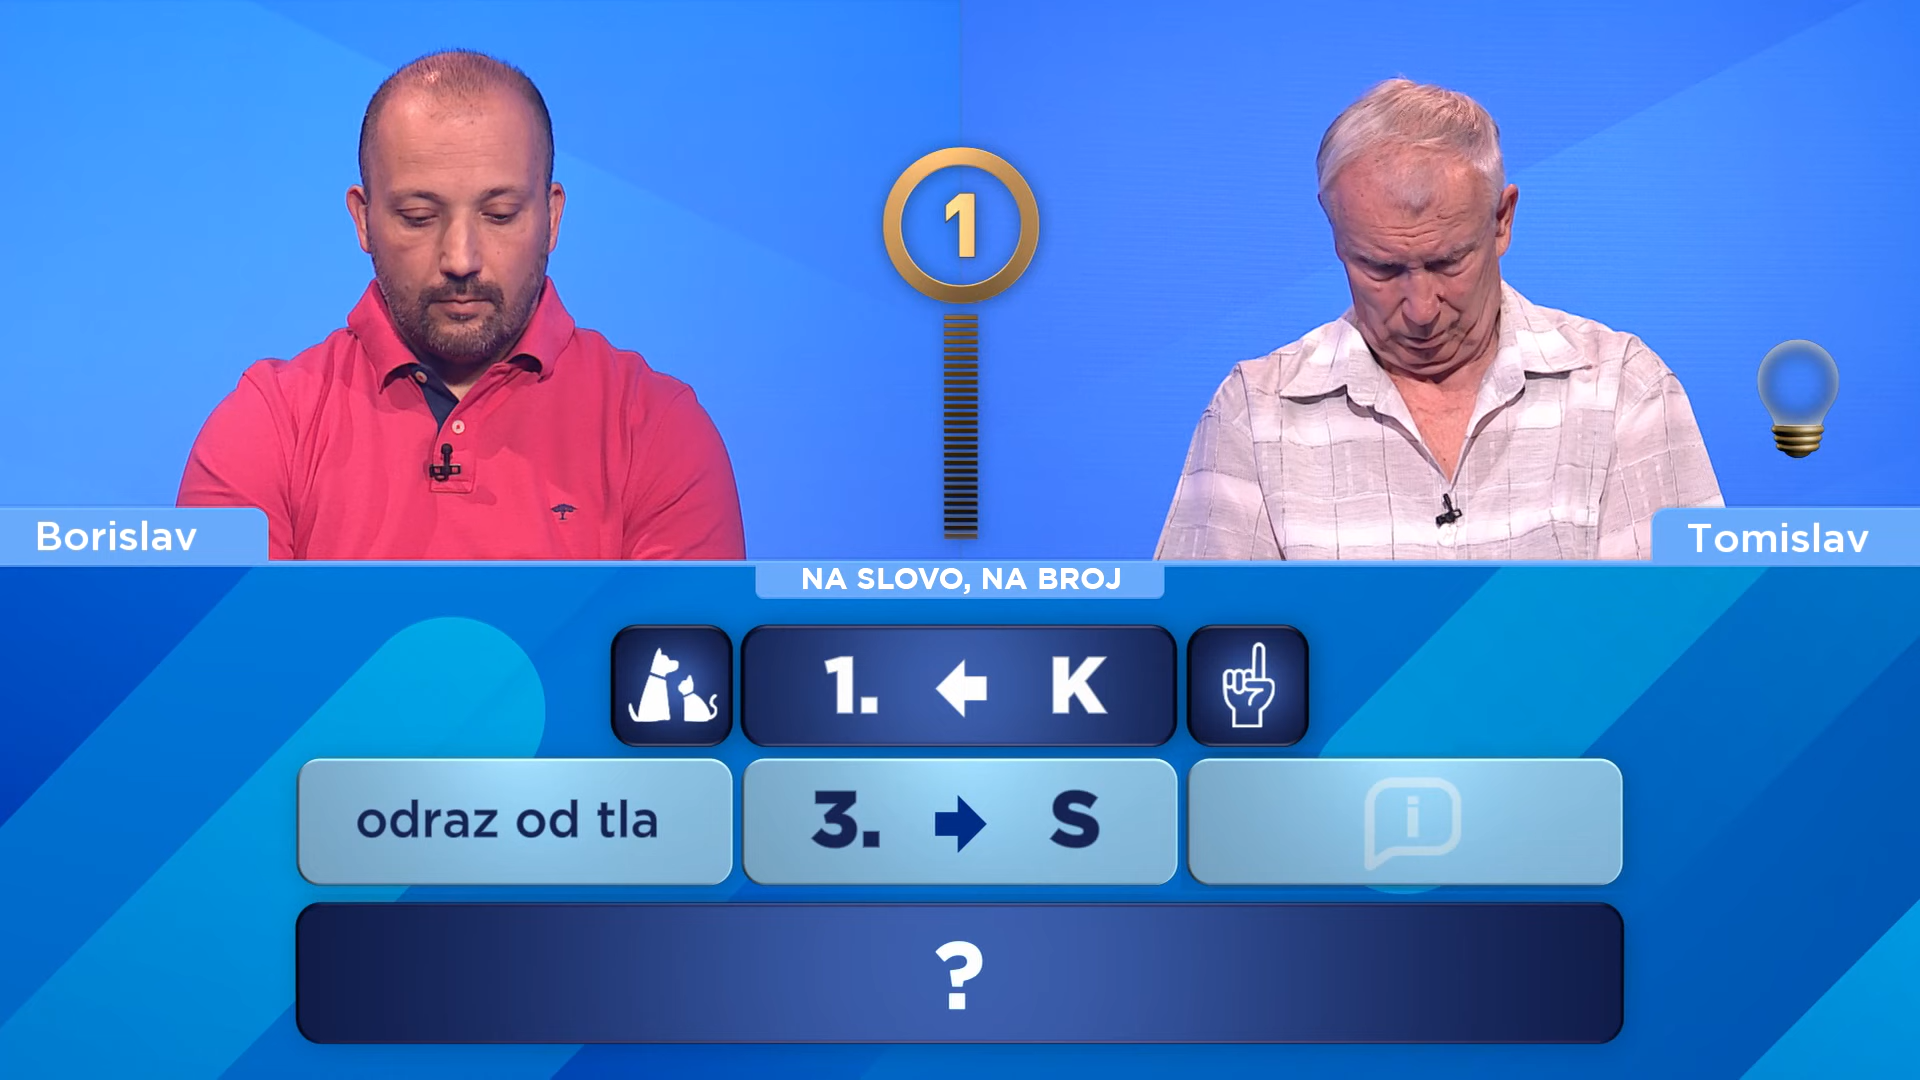 1
Borislav
Tomislav
NA SLOVO, NA BROJ
1. ← K
odraz od tla
3. → S
i
?